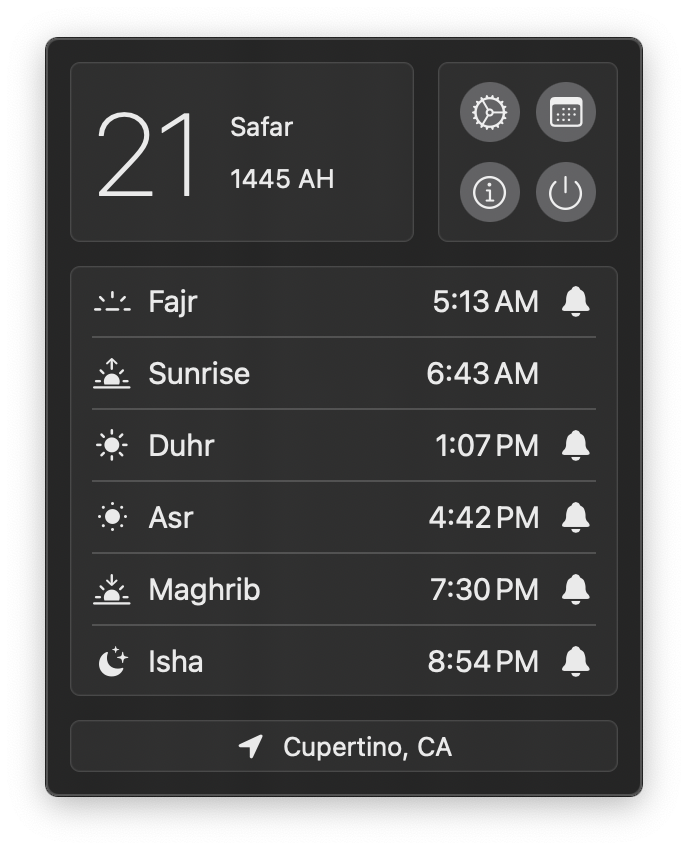 21
Safar
1445 AH
Fajr 5:13 AM
Sunrise 6:43 AM
Duhr 1:07 PM
Asr 4:42 PM
Maghrib 7:30 PM
Isha 8:54 PM
Cupertino, CA